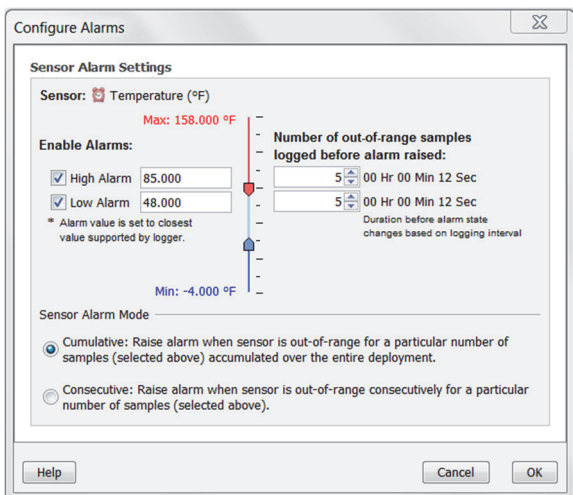 Configure Alarms
Sensor Alarm Settings
Sensor: Temperature (°F)
Max: 158.000 °F
Enable Alarms:
High Alarm 85.000
Low Alarm 48.000
* Alarm value is set to closest
value supported by logger.
Min: -4.000 °F
Number of out-of-range samples
logged before alarm raised:
5 00 Hr 00 Min 12 Sec
5 00 Hr 00 Min 12 Sec
Duration before alarm state
changes based on logging interval
Sensor Alarm Mode
Cumulative: Raise alarm when sensor is out-of-range for a particular number of
samples (selected above) accumulated over the entire deployment.
Consecutive: Raise alarm when sensor is out-of-range consecutively for a particular
number of samples (selected above).
Help
Cancel
OK